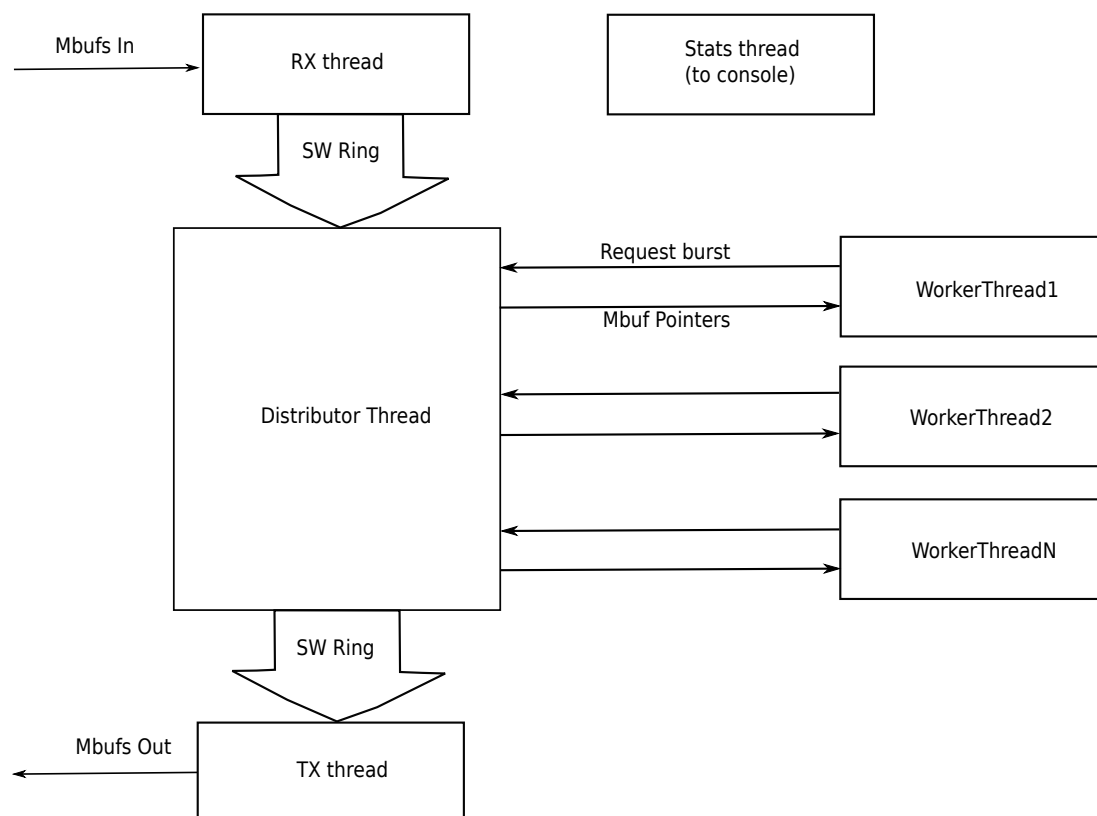 Mbufs In
RX thread
Stats thread
(to console)
SW Ring
Request burst
WorkerThread1
Mbuf Pointers
Distributor Thread
WorkerThread2
WorkerThreadN
SW Ring
Mbufs Out
TX thread